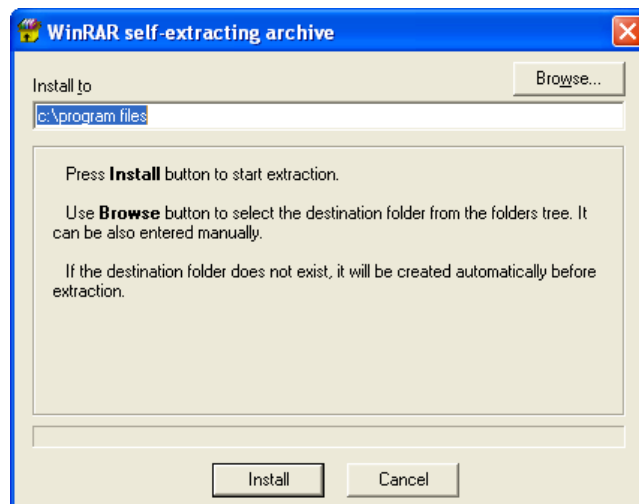 WinRAR self-extracting archive
Install to
Browse...
c:\program files
Press Install button to start extraction.
Use Browse button to select the destination folder from the folders tree. It
can be also entered manually.
If the destination folder does not exist, it will be created automatically before
extraction.
Install
Cancel